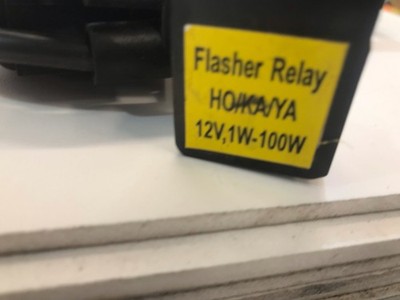 Flasher Relay
HO/KA/YA
12V,1W-100W